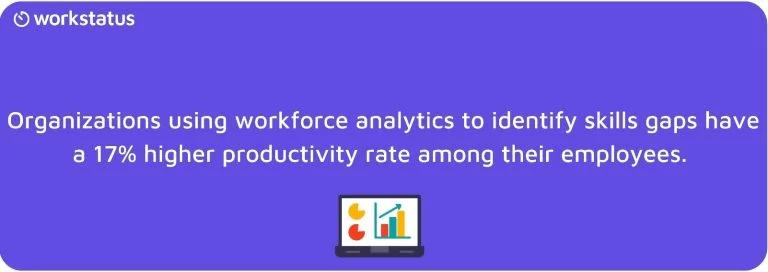 workstatus
Organizations using workforce analytics to identify skills gaps have
a 17% higher productivity rate among their employees.